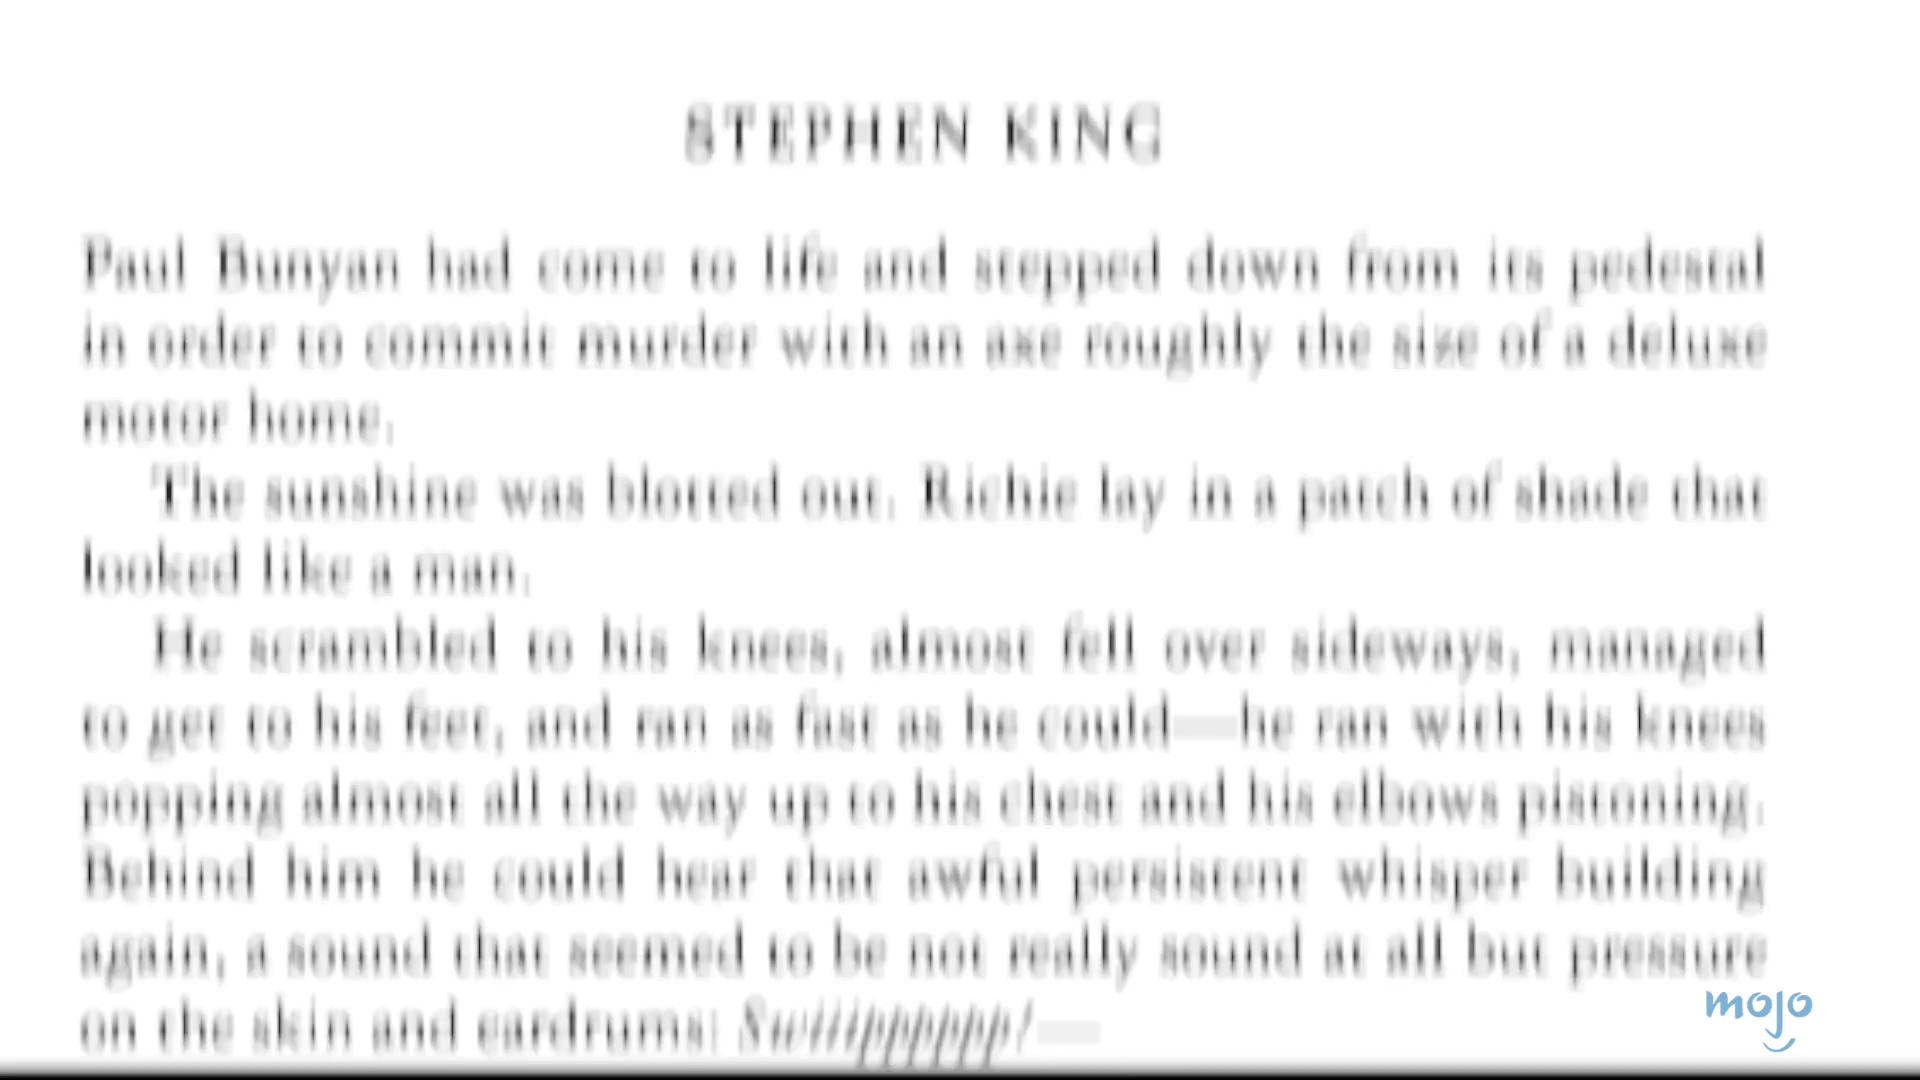 STEPHEN KING
Paul Bunyan had come to life and stepped down from its pedestal
in order to commit murder with an axe roughly the size of a deluxe
motor home.
The sunshine was blotted out. Richie lay in a patch of shade that
looked like a man.
He scrambled to his knees, almost fell over sideways, managed
to get to his feet, and ran as fast as he could—he ran with his knees
popping almost all the way up to his chest and his elbows pistoning.
Behind him he could hear that awful persistent whisper building
again, a sound that seemed to be not really sound at all but pressure
on the skin and eardrums: Swiiipppppp!—
mojo